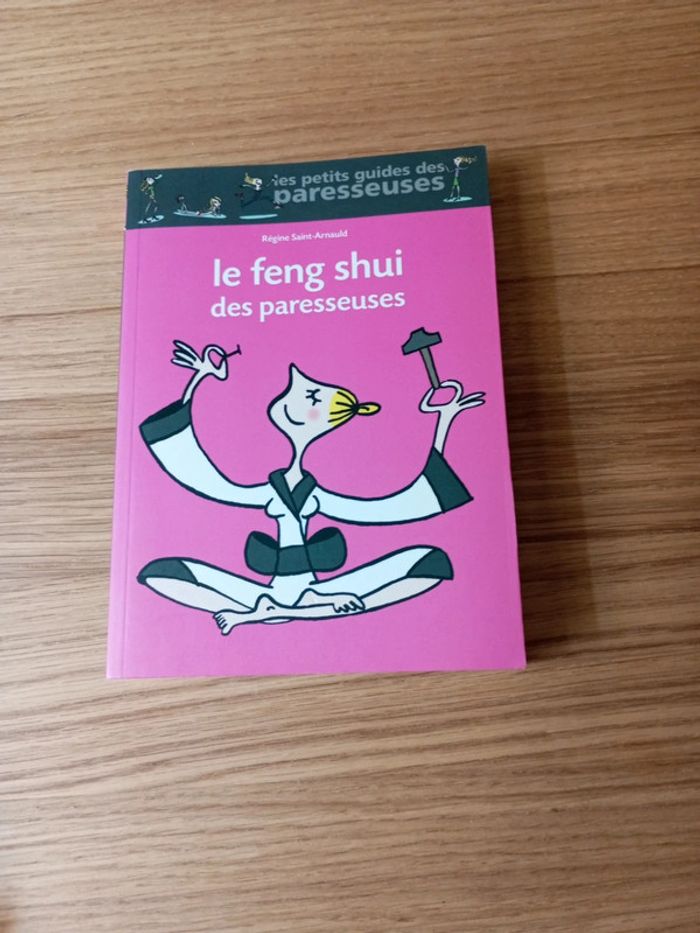 les petits guides des
paresseuses
Régine Saint-Arnauld
le feng shui
des paresseuses